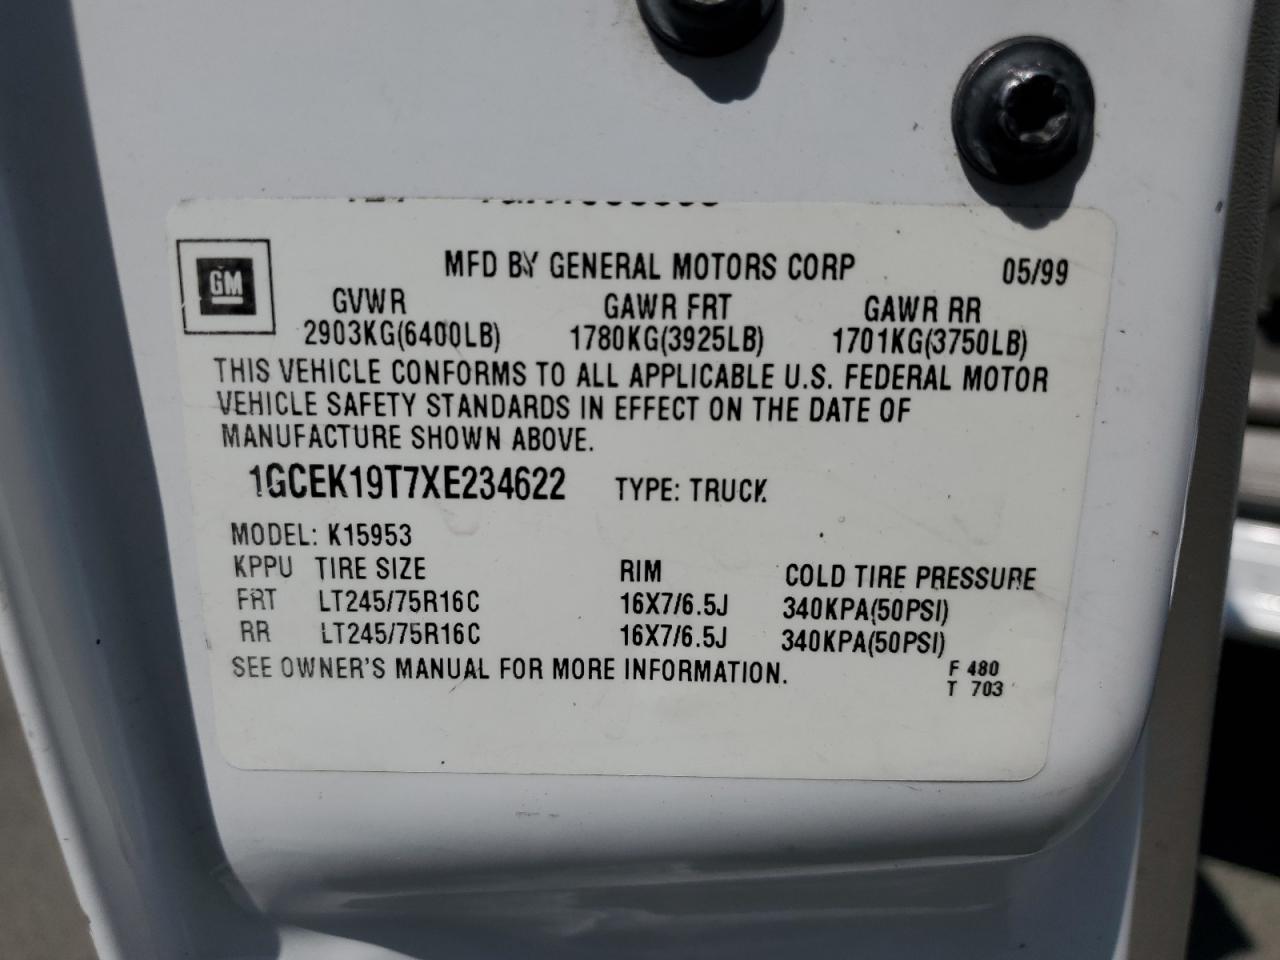 MFD BY GENERAL MOTORS CORP 05/99
GM
GVWR GAWR FRT GAWR RR
2903KG(6400LB) 1780KG(3925LB) 1701KG(3750LB)
THIS VEHICLE CONFORMS TO ALL APPLICABLE U.S. FEDERAL MOTOR
VEHICLE SAFETY STANDARDS IN EFFECT ON THE DATE OF
MANUFACTURE SHOWN ABOVE.
1GCEK19T7XE234622 TYPE: TRUCK
MODEL: K15953
KPPU TIRE SIZE RIM COLD TIRE PRESSURE
FRT LT245/75R16C 16X7/6.5J 340KPA(50PSI)
RR LT245/75R16C 16X7/6.5J 340KPA(50PSI)
SEE OWNER'S MANUAL FOR MORE INFORMATION.
F 480
T 703